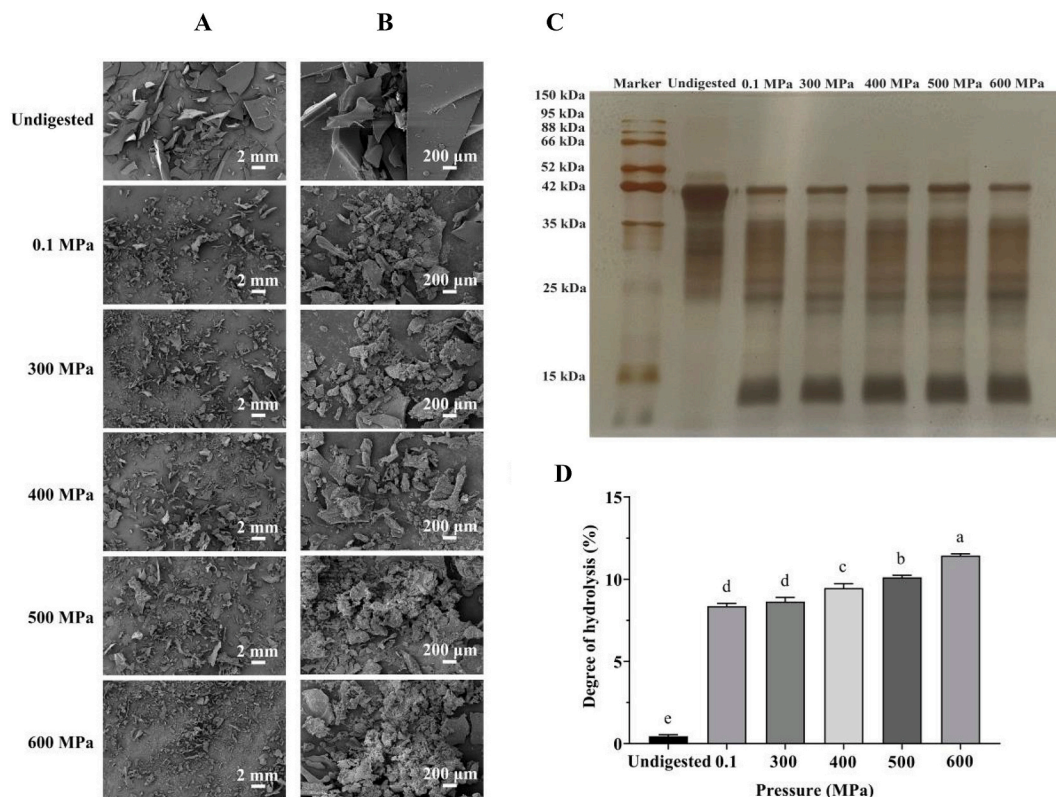 A
B
Undigested
2 mm
200 µm
0.1 MPa
2 mm
200 µm
300 MPa
2 mm
200 µm
400 MPa
2 mm
200 µm
500 MPa
2 mm
200 µm
600 MPa
2 mm
200 µm
C
Marker Undigested 0.1 MPa 300 MPa 400 MPa 500 MPa 600 MPa
150 kDa
95 kDa
88 kDa
66 kDa
52 kDa
42 kDa
35 kDa
25 kDa
15 kDa
D
Degree of hydrolysis (%)
15
10
5
0
e
d
d
c
b
a
Undigested 0.1 300 400 500 600
Pressure (MPa)